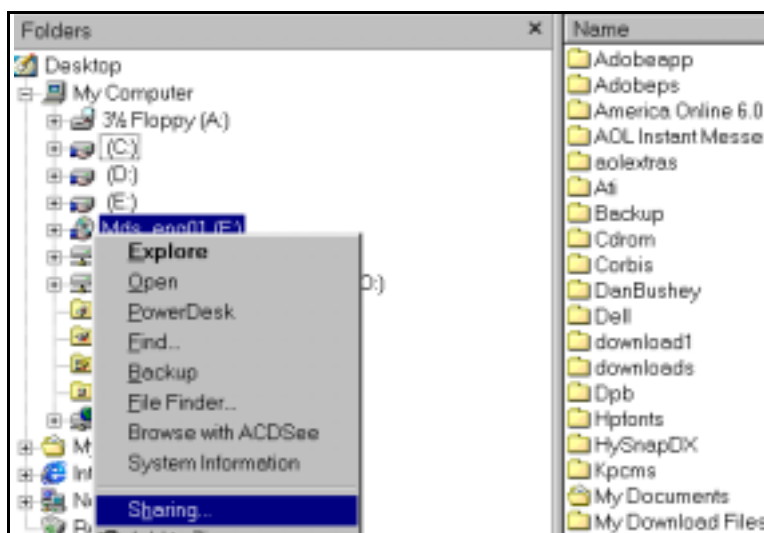 Folders
Desktop
My Computer
3½ Floppy (A:)
(C:)
(D:)
(E:)
Mds_eng01 (F:)
Explore
Open
O:)
PowerDesk
Find...
Backup
File Finder...
Browse with ACDSee
System Information
Sharing...
Name
Adobeapp
Adobeps
America Online 6.0
AOL Instant Messe
aolextras
Ati
Backup
Cdrom
Corbis
DanBushey
Dell
download1
downloads
Dpb
Hpfonts
HySnapDX
Kpcms
My Documents
My Download Files